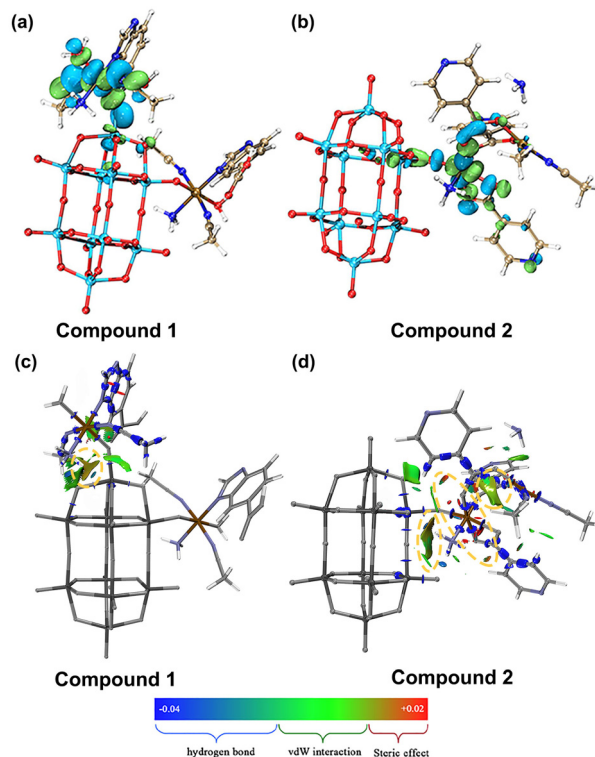 (a)
(b)
Compound 1
Compound 2
(c)
(d)
Compound 1
Compound 2
-0.04
+0.02
hydrogen bond
vdW interaction
Steric effect